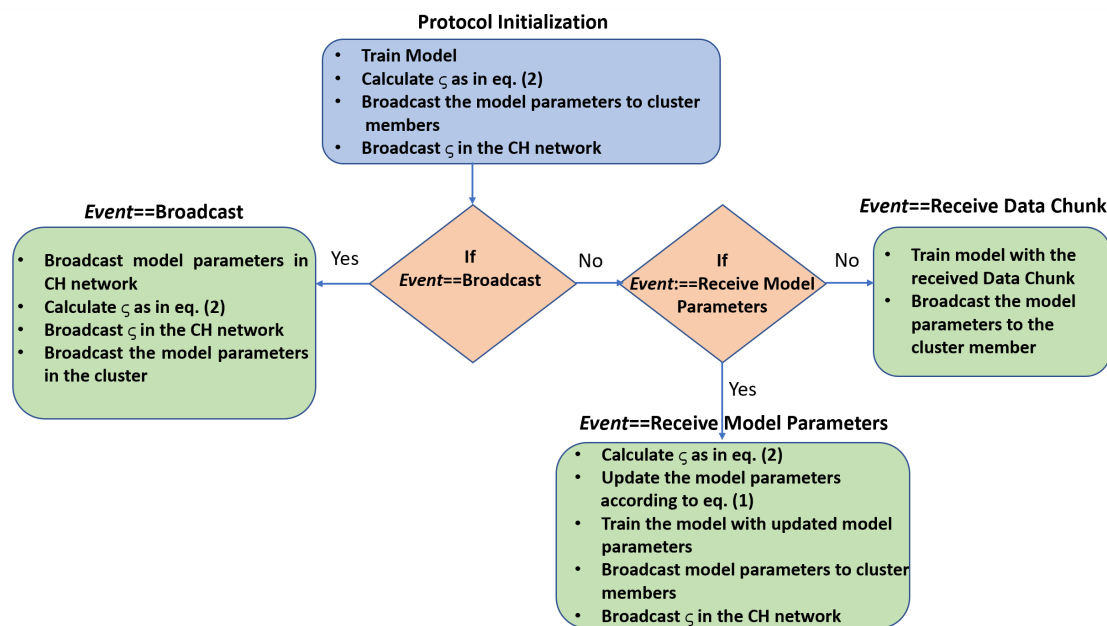 Protocol Initialization
• Train Model
• Calculate ς as in eq. (2)
• Broadcast the model parameters to cluster
members
• Broadcast ς in the CH network
Event==Broadcast
• Broadcast model parameters in
CH network
• Calculate ς as in eq. (2)
• Broadcast ς in the CH network
• Broadcast the model parameters
in the cluster
Yes
If
Event==Broadcast
No
If
Event:==Receive Model
Parameters
No
Event==Receive Data Chunk
• Train model with the
received Data Chunk
• Broadcast the model
parameters to the
cluster member
Yes
Event==Receive Model Parameters
• Calculate ς as in eq. (2)
• Update the model parameters
according to eq. (1)
• Train the model with updated model
parameters
• Broadcast model parameters to cluster
members
• Broadcast ς in the CH network